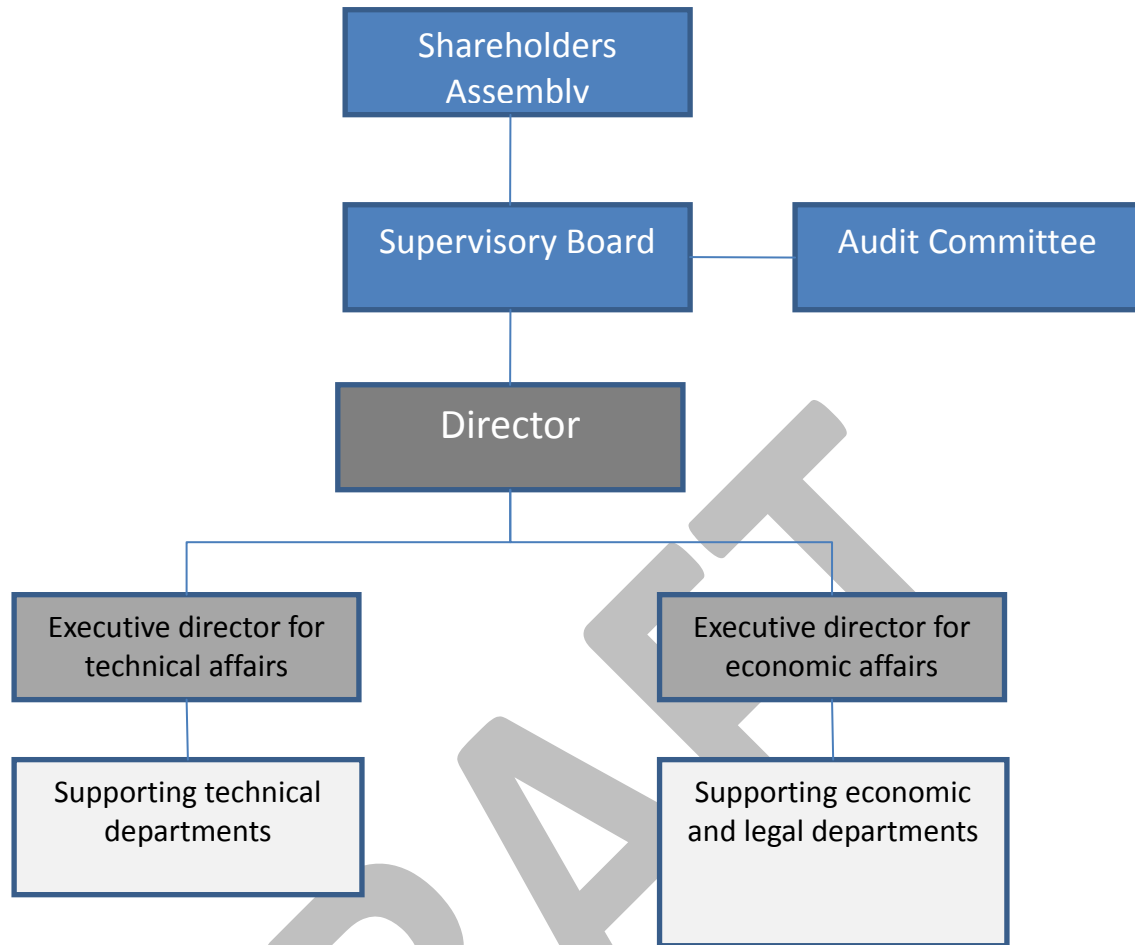 Shareholders
Assembly
Supervisory Board
Audit Committee
Director
Executive director for
technical affairs
Executive director for
economic affairs
Supporting technical
departments
Supporting economic
and legal departments
DRAFT